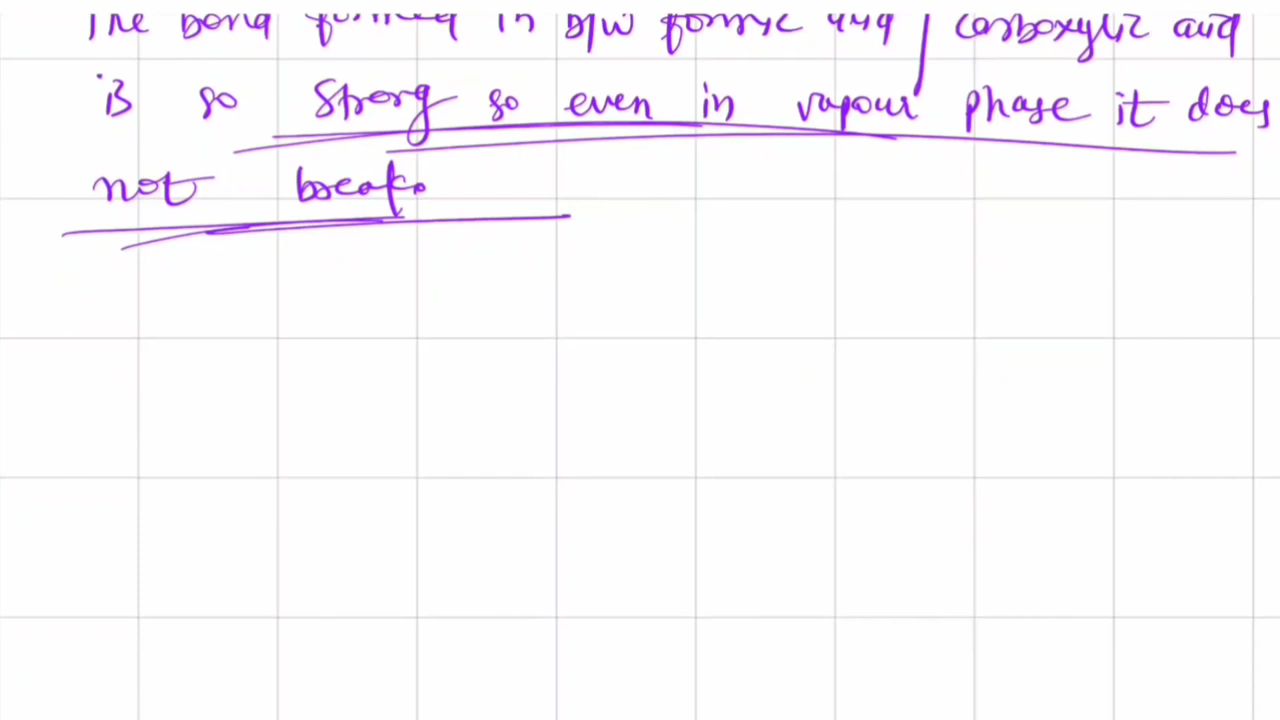 The bond formed in b/w formic acid / carboxylic acid
is so strong so even in vapour phase it does
not break.